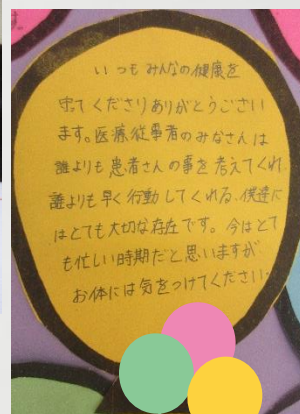 いつもみんなの健康を
守てくださりありがとうござい
ます。医療従事者のみなさんは
誰よりも患者さんの事を考えてくれ
誰よりも早く行動してくれる、僕達に
はとても大切な存在です。今はとて
も忙しい時期だと思いますが
お体には気をつけてください。